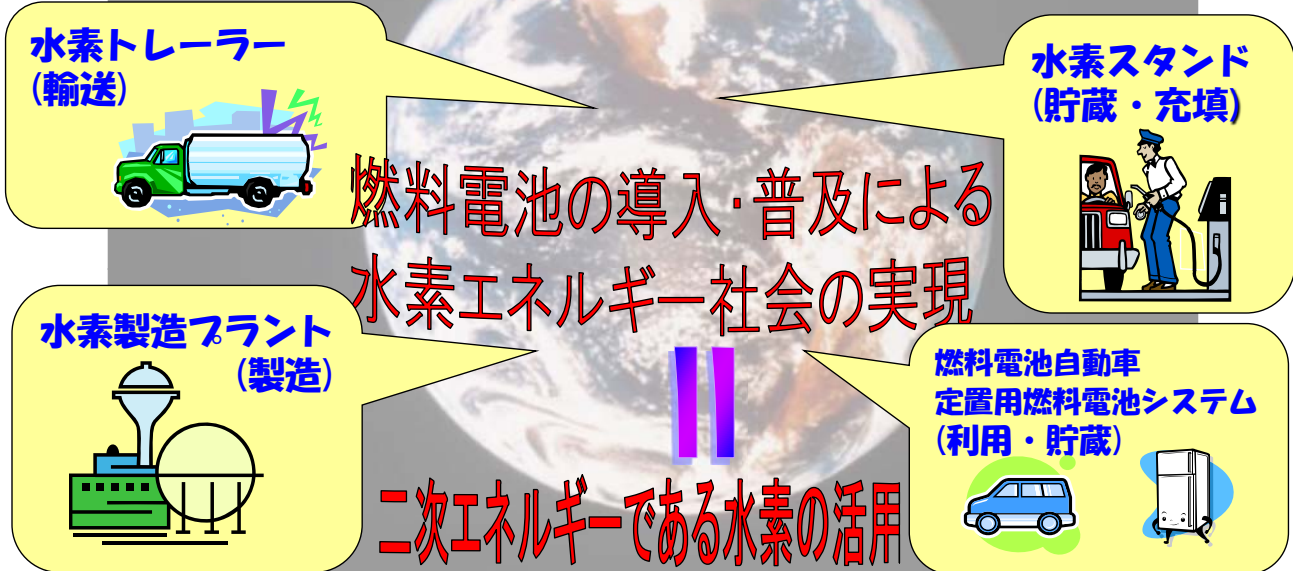 水素トレーラー
(輸送)
水素スタンド
(貯蔵・充填)
燃料電池の導入・普及による
水素エネルギー社会の実現
水素製造プラント
(製造)
燃料電池自動車
定置用燃料電池システム
(利用・貯蔵)
二次エネルギーである水素の活用